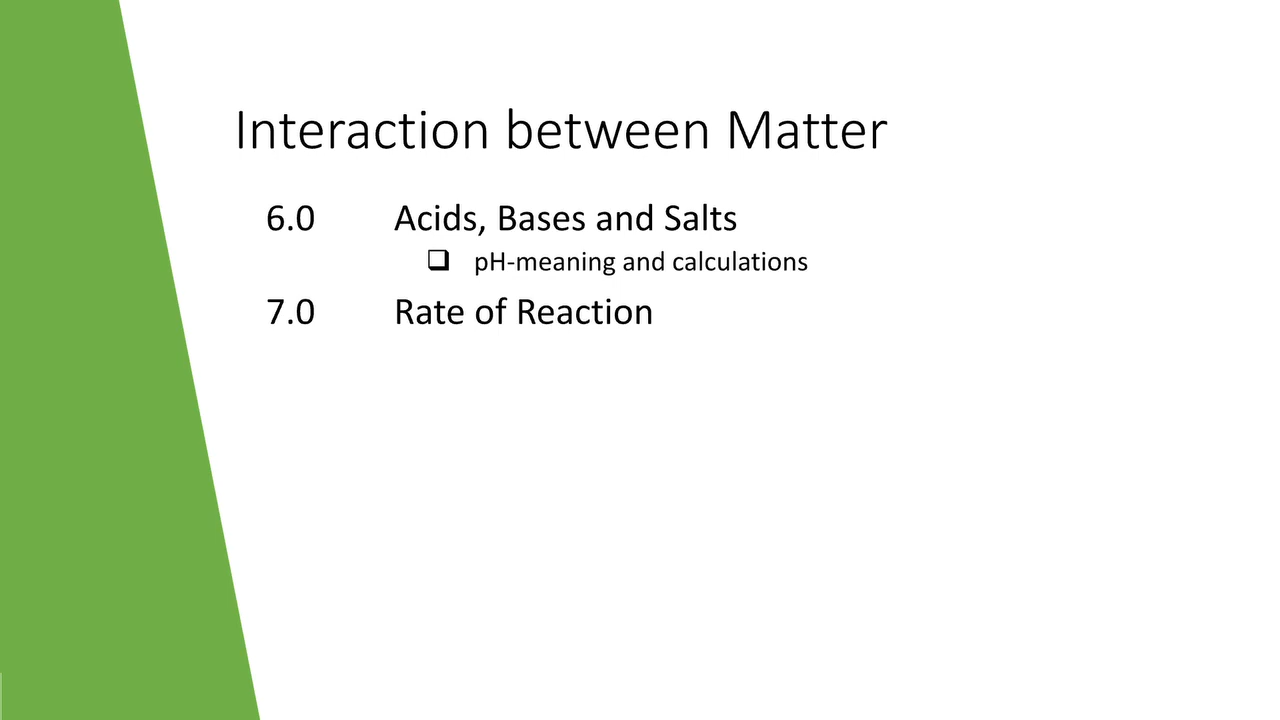 Interaction between Matter
6.0 Acids, Bases and Salts
❑ pH-meaning and calculations
7.0 Rate of Reaction